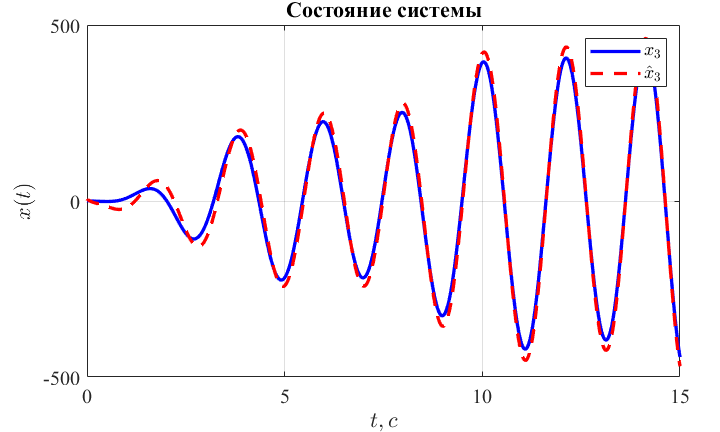 Состояние системы
500
0
-500
x(t)
0
5
10
15
t, c
x₃
x̂₃